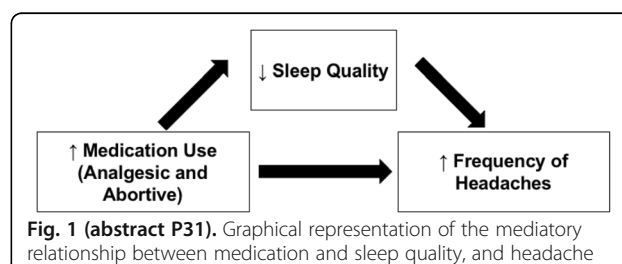 ↓ Sleep Quality
↑ Medication Use
(Analgesic and
Abortive)
↑ Frequency of
Headaches
Fig. 1 (abstract P31). Graphical representation of the mediatory
relationship between medication and sleep quality, and headache